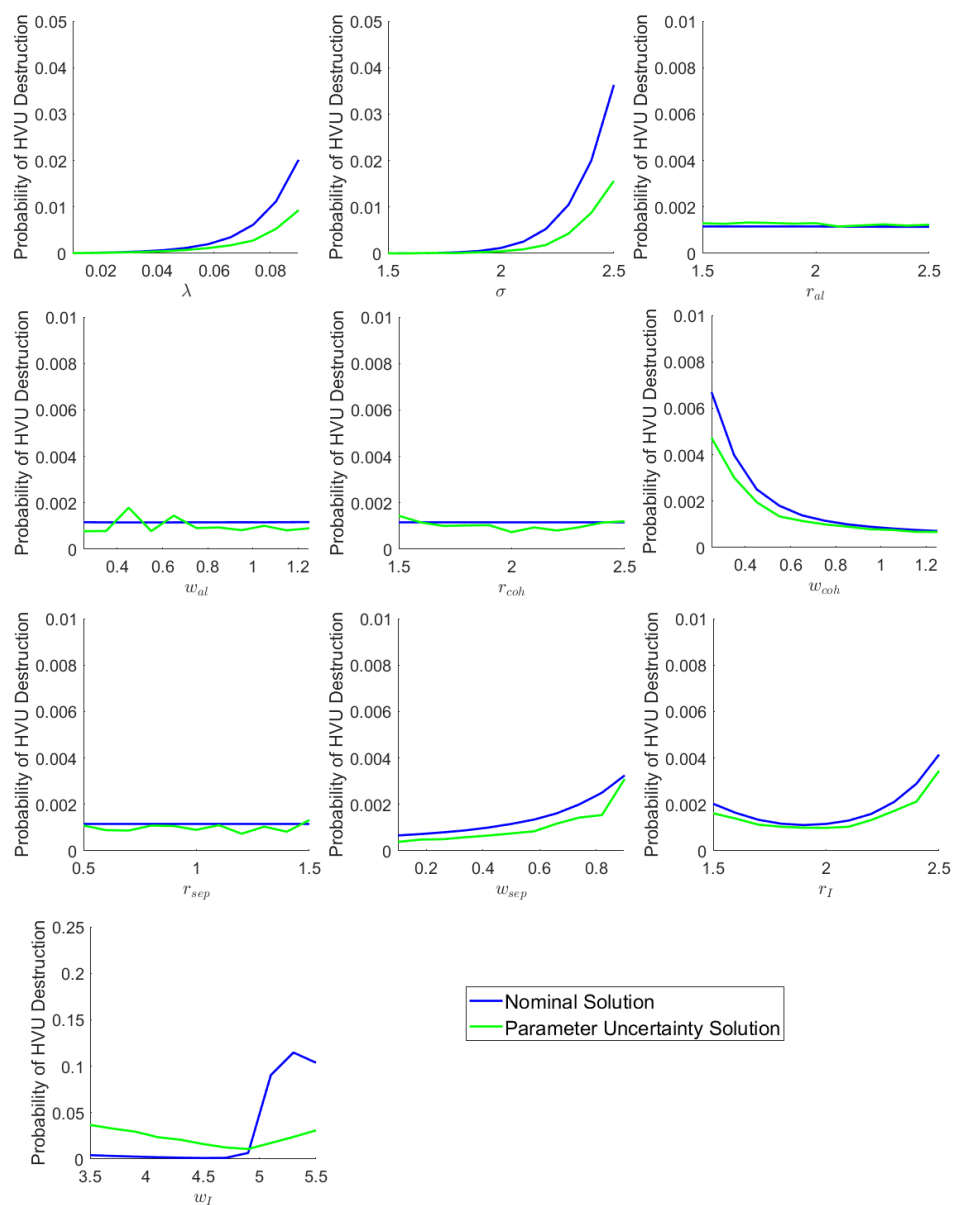 Probability of HVU Destruction
0.05
0.04
0.03
0.02
0.01
0
0.02 0.04 0.06 0.08
λ
Probability of HVU Destruction
0.05
0.04
0.03
0.02
0.01
0
1.5 2 2.5
σ
Probability of HVU Destruction
0.01
0.008
0.006
0.004
0.002
0
1.5 2 2.5
r_al
Probability of HVU Destruction
0.01
0.008
0.006
0.004
0.002
0
0.4 0.6 0.8 1 1.2
w_al
Probability of HVU Destruction
0.01
0.008
0.006
0.004
0.002
0
1.5 2 2.5
r_coh
Probability of HVU Destruction
0.01
0.008
0.006
0.004
0.002
0
0.4 0.6 0.8 1 1.2
w_coh
Probability of HVU Destruction
0.01
0.008
0.006
0.004
0.002
0
0.5 1 1.5
r_sep
Probability of HVU Destruction
0.01
0.008
0.006
0.004
0.002
0
0.2 0.4 0.6 0.8
w_sep
Probability of HVU Destruction
0.01
0.008
0.006
0.004
0.002
0
1.5 2 2.5
r_I
Probability of HVU Destruction
0.25
0.2
0.15
0.1
0.05
0
3.5 4 4.5 5 5.5
w_I
Nominal Solution
Parameter Uncertainty Solution